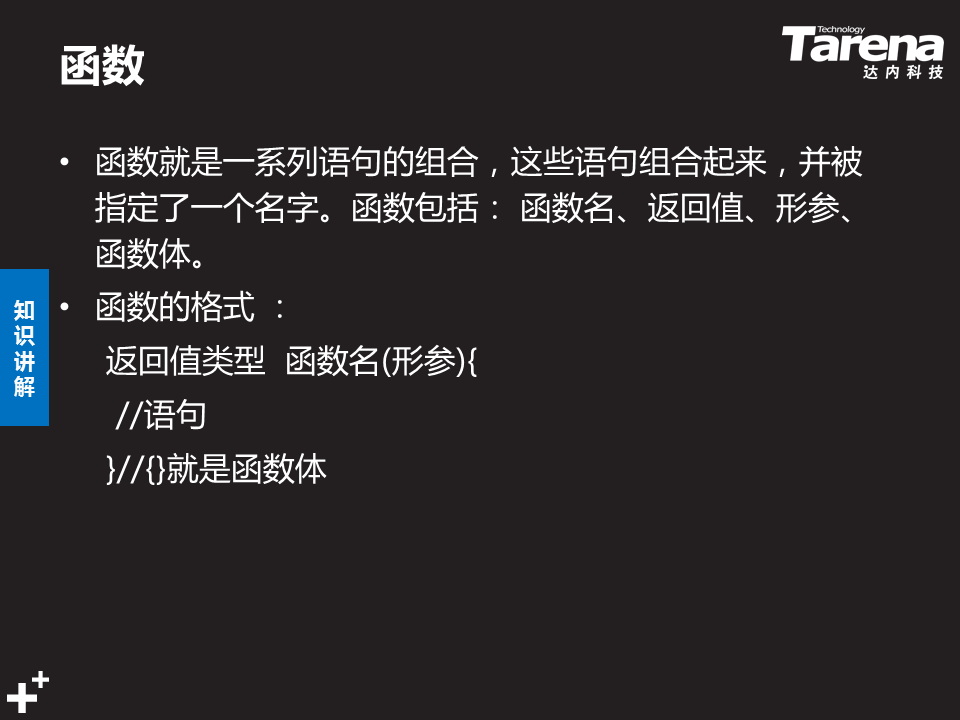 函数
Technology
Tarena
达内科技
• 函数就是一系列语句的组合，这些语句组合起来，并被
指定了一个名字。函数包括： 函数名、返回值、形参、
函数体。
• 函数的格式 ：
返回值类型 函数名(形参){
//语句
}//{}就是函数体
知识讲解